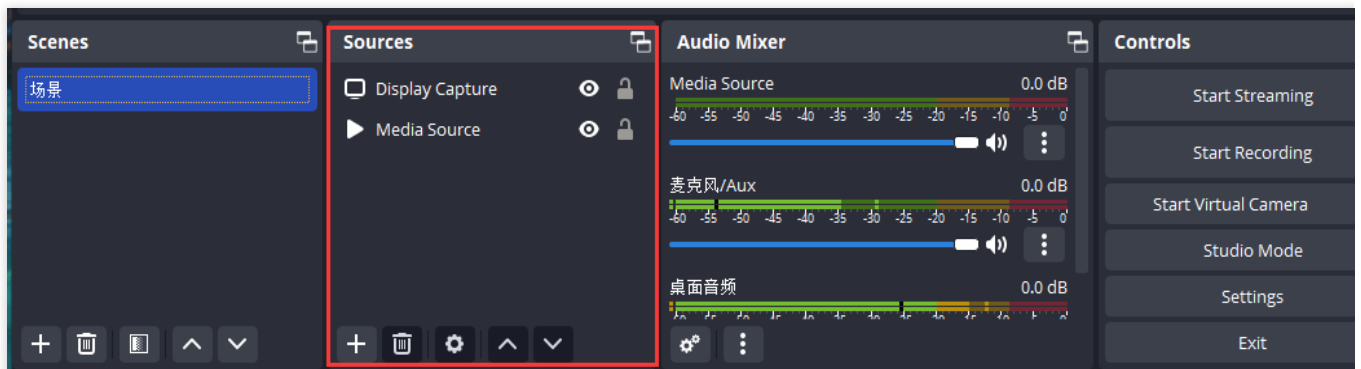 Scenes
场景
Sources
Display Capture
Media Source
Audio Mixer
Media Source 0.0 dB
-60 -55 -50 -45 -40 -35 -30 -25 -20 -15 -10 -5 0
麦克风/Aux 0.0 dB
-60 -55 -50 -45 -40 -35 -30 -25 -20 -15 -10 -5 0
桌面音频 0.0 dB
Controls
Start Streaming
Start Recording
Start Virtual Camera
Studio Mode
Settings
Exit